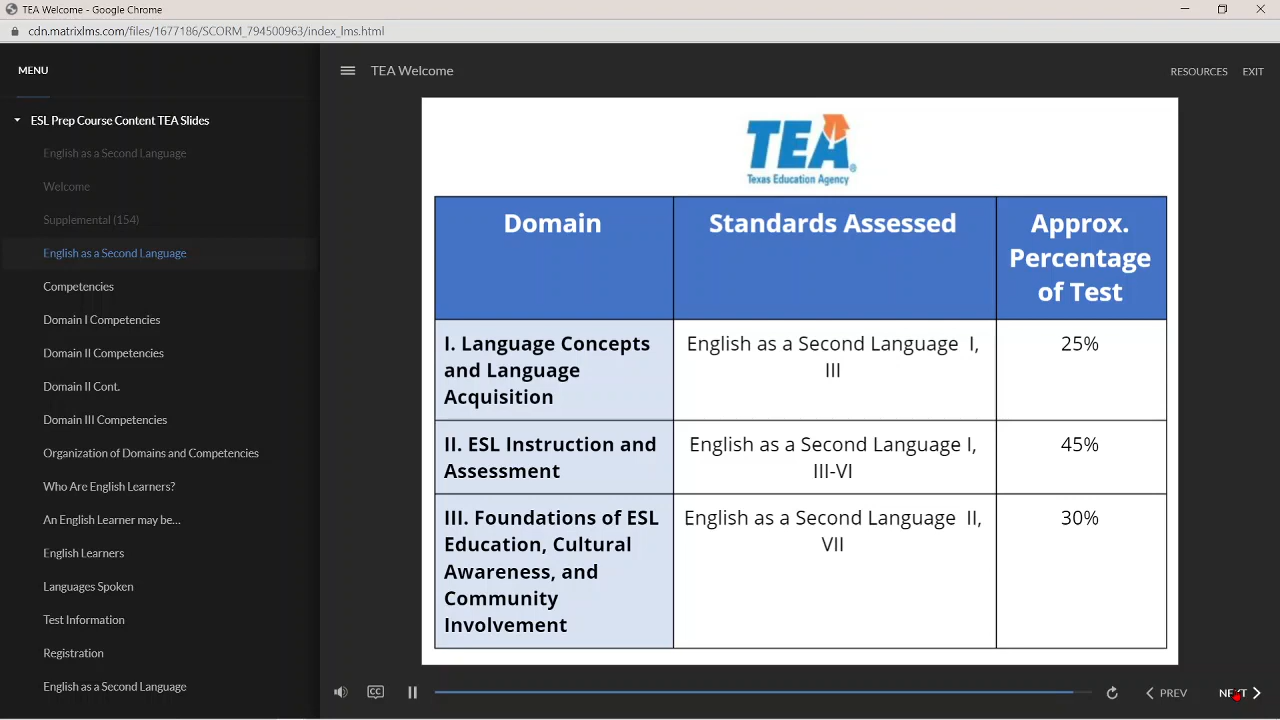 TEA Welcome - Google Chrome
cdn.matrixlms.com/files/1677186/SCORM_794500963/index_lms.html
MENU
ESL Prep Course Content TEA Slides
English as a Second Language
Welcome
Supplemental (154)
English as a Second Language
Competencies
Domain I Competencies
Domain II Competencies
Domain II Cont.
Domain III Competencies
Organization of Domains and Competencies
Who Are English Learners?
An English Learner may be...
English Learners
Languages Spoken
Test Information
Registration
English as a Second Language
TEA Welcome
RESOURCES
EXIT
TEA
Texas Education Agency
Domain
Standards Assessed
Approx.
Percentage
of Test
I. Language Concepts
and Language
Acquisition
English as a Second Language I,
III
25%
II. ESL Instruction and
Assessment
English as a Second Language I,
III-VI
45%
III. Foundations of ESL
Education, Cultural
Awareness, and
Community
Involvement
English as a Second Language II,
VII
30%
CC
PREV
NEXT